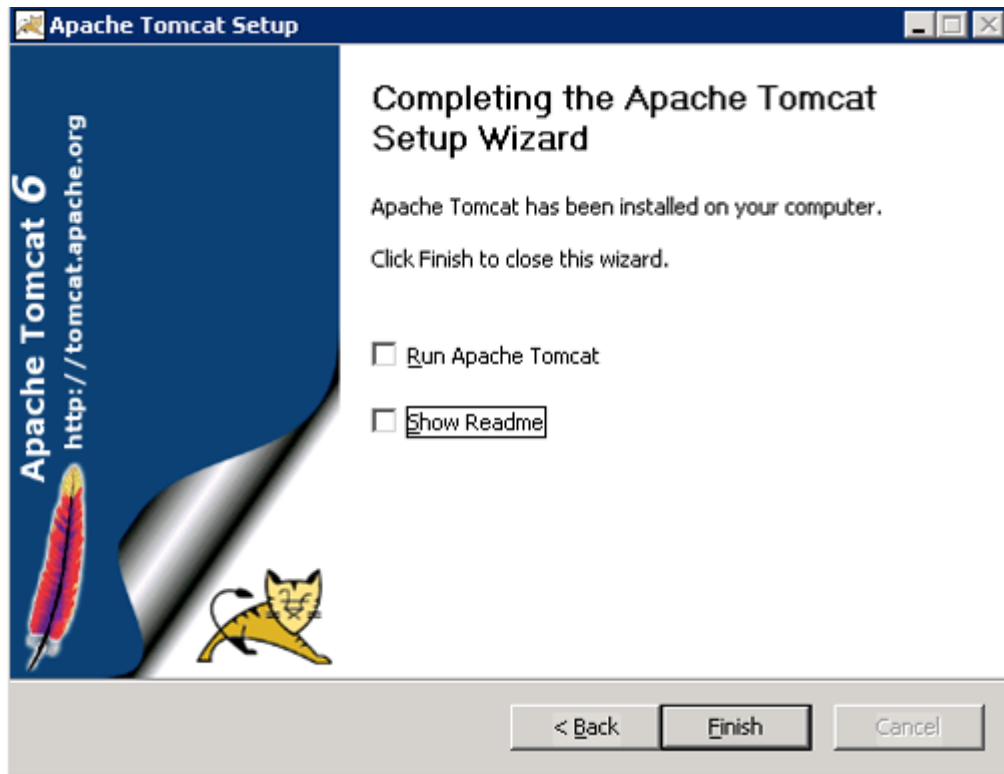 Apache Tomcat Setup
Apache Tomcat 6
http://tomcat.apache.org
Completing the Apache Tomcat
Setup Wizard
Apache Tomcat has been installed on your computer.
Click Finish to close this wizard.
Run Apache Tomcat
Show Readme
< Back
Finish
Cancel